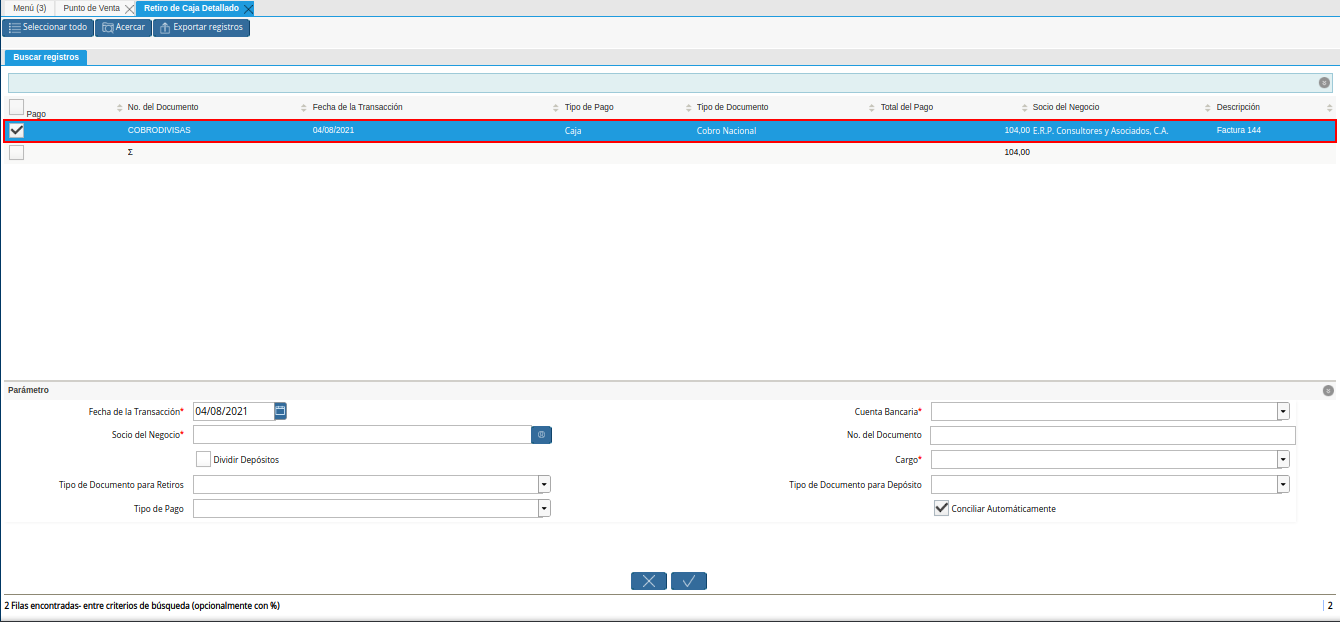 Menú (3) Punto de Venta Retiro de Caja Detallado
Seleccionar todo Acercar Exportar registros
Buscar registros
Pago No. del Documento Fecha de la Transacción Tipo de Pago Tipo de Documento Total del Pago Socio del Negocio Descripción
COBRODIVISAS 04/08/2021 Caja Cobro Nacional 104,00 E.R.P. Consultores y Asociados, C.A. Factura 144
Σ 104,00
Parámetro
Fecha de la Transacción* 04/08/2021 Cuenta Bancaria*
Socio del Negocio* No. del Documento
Dividir Depósitos Cargo*
Tipo de Documento para Retiros Tipo de Documento para Depósito
Tipo de Pago Conciliar Automáticamente
2 Filas encontradas- entre criterios de búsqueda (opcionalmente con %) 2